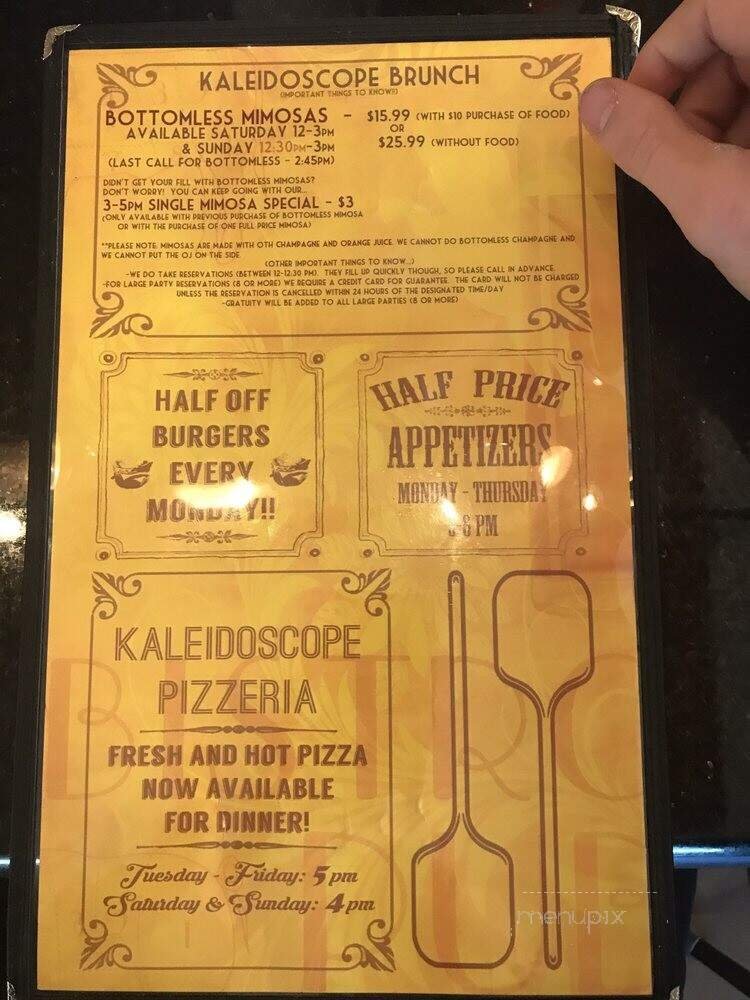 KALEIDOSCOPE BRUNCH
(IMPORTANT THINGS TO KNOW!!)
BOTTOMLESS MIMOSAS - $15.99 (WITH $10 PURCHASE OF FOOD)
AVAILABLE SATURDAY 12-3PM OR
& SUNDAY 12:30PM-3PM $25.99 (WITHOUT FOOD)
(LAST CALL FOR BOTTOMLESS - 2:45PM)
DIDN'T GET YOUR FILL WITH BOTTOMLESS MIMOSAS?
DON'T WORRY! YOU CAN KEEP GOING WITH OUR...
3-5PM SINGLE MIMOSA SPECIAL - $3
(ONLY AVAILABLE WITH PREVIOUS PURCHASE OF BOTTOMLESS MIMOSA
OR WITH THE PURCHASE OF ONE FULL PRICE MIMOSA)
**PLEASE NOTE: MIMOSAS ARE MADE WITH OTH CHAMPAGNE AND ORANGE JUICE. WE CANNOT DO BOTTOMLESS CHAMPAGNE AND
WE CANNOT PUT THE OJ ON THE SIDE
(OTHER IMPORTANT THINGS TO KNOW...)
-WE DO TAKE RESERVATIONS (BETWEEN 12-12:30 PM). THEY FILL UP QUICKLY THOUGH, SO PLEASE CALL IN ADVANCE.
-FOR LARGE PARTY RESERVATIONS (8 OR MORE) WE REQUIRE A CREDIT CARD FOR GUARANTEE. THE CARD WILL NOT BE CHARGED
UNLESS THE RESERVATION IS CANCELLED WITHIN 24 HOURS OF THE DESIGNATED TIME/DAY
-GRATUITY WILL BE ADDED TO ALL LARGE PARTIES (8 OR MORE)
HALF OFF
BURGERS
EVERY
MONDAY!!
HALF PRICE
APPETIZERS
MONDAY - THURSDAY
-6 PM
KALEIDOSCOPE
PIZZERIA
FRESH AND HOT PIZZA
NOW AVAILABLE
FOR DINNER!
Tuesday - Friday: 5 pm
Saturday & Sunday: 4 pm
BISTRO
PUB
menupix